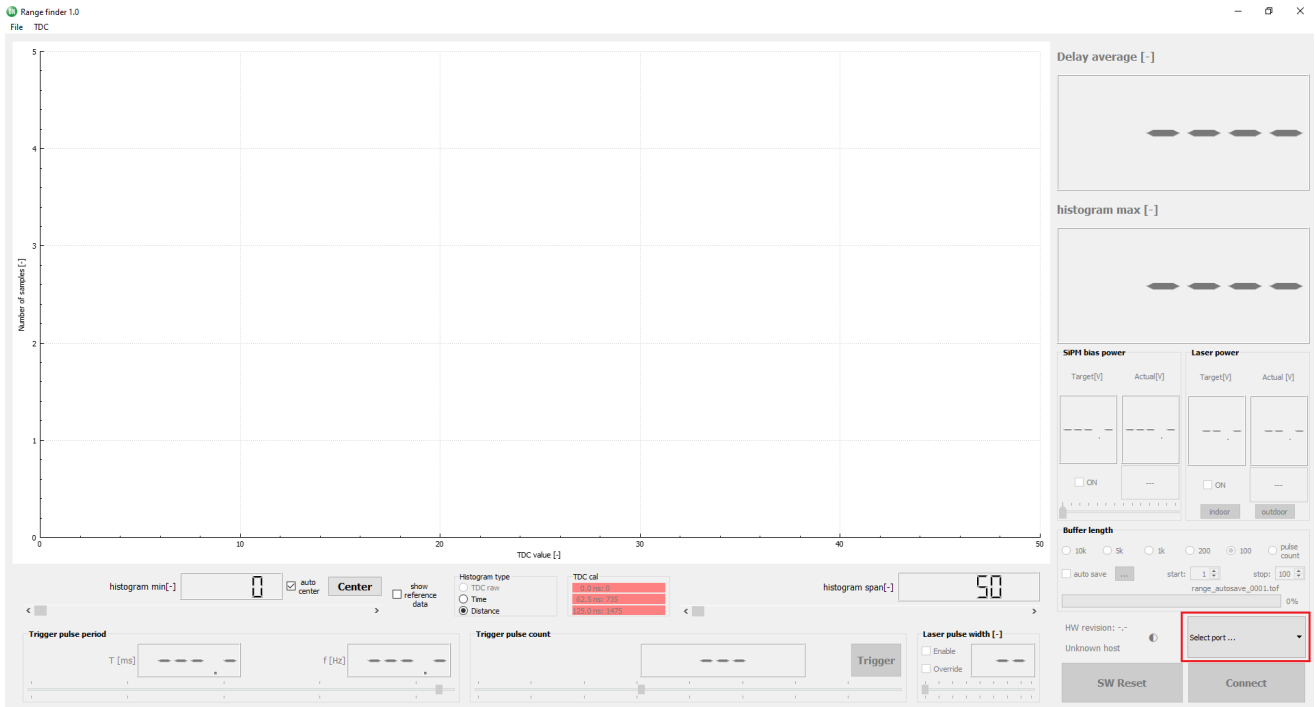 Range finder 1.0
File TDC
5
4
3
2
1
0
Number of samples [-]
0 10 20 30 40 50
TDC value [-]
Delay average [-]
----
histogram max [-]
----
SiPM bias power
Target[V] Actual[V]
---.- ---.-
ON ---
Laser power
Target[V] Actual [V]
--.- --.-
ON ---
indoor outdoor
Buffer length
10k 5k 1k 200 100 pulse count
auto save ... start: 1 stop: 100
range_autosave_0001.tof
0%
HW revision: -.-
Unknown host
Select port ...
SW Reset Connect
histogram min[-] 0
auto center
Center
show reference data
Histogram type
TDC raw
Time
Distance
TDC cal
0.0 ns: 0
62.5 ns: 735
125.0 ns: 1475
histogram span[-] 50
< >
< >
Trigger pulse period
T [ms] ---.- f [Hz] ---.-
Trigger pulse count
---
Trigger
Laser pulse width [-]
Enable
Override
--